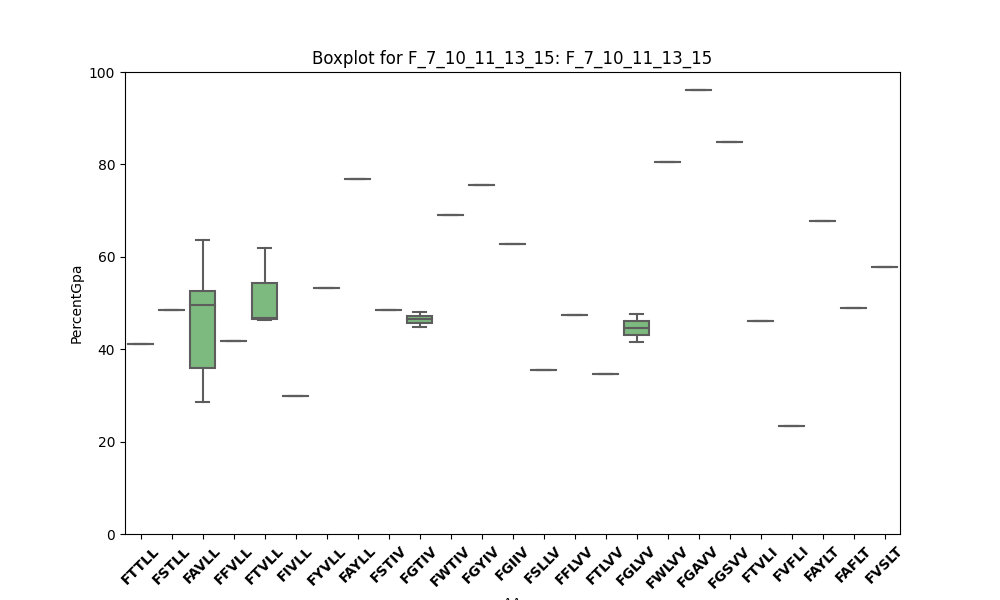 Boxplot for F_7_10_11_13_15: F_7_10_11_13_15
100
80
60
40
20
0
PercentGpa
FTTLL FSTLL FAVLL FFVLL FTVLL FIVLL FYVLL FAYLL FSTIV FGTIV FWTIV FGYIV FGIIV FSLLV FFLVV FTLVV FGLVV FWLVV FGAVV FGSVV FTVLI FVFLI FAYLT FAFLT FVSLT